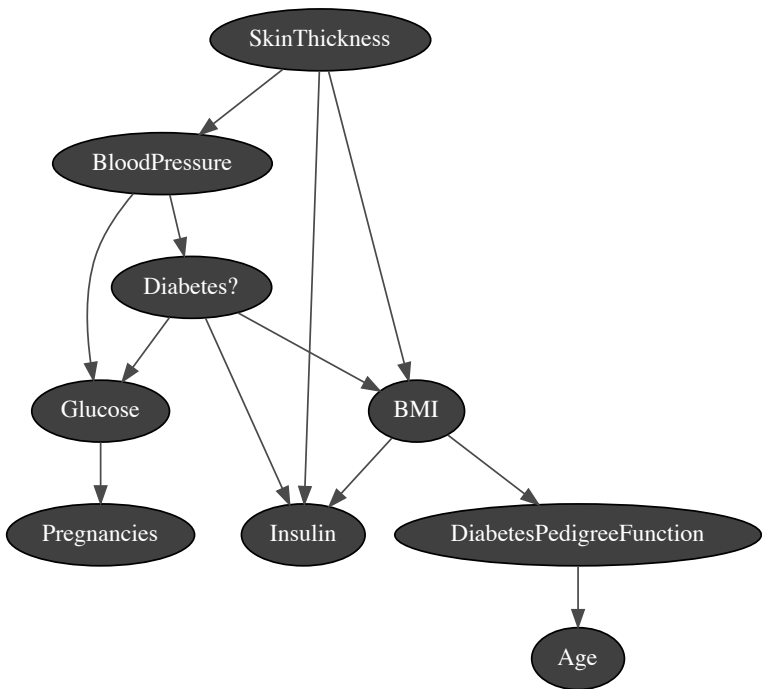 SkinThickness
BloodPressure
Diabetes?
Glucose
BMI
Pregnancies
Insulin
DiabetesPedigreeFunction
Age